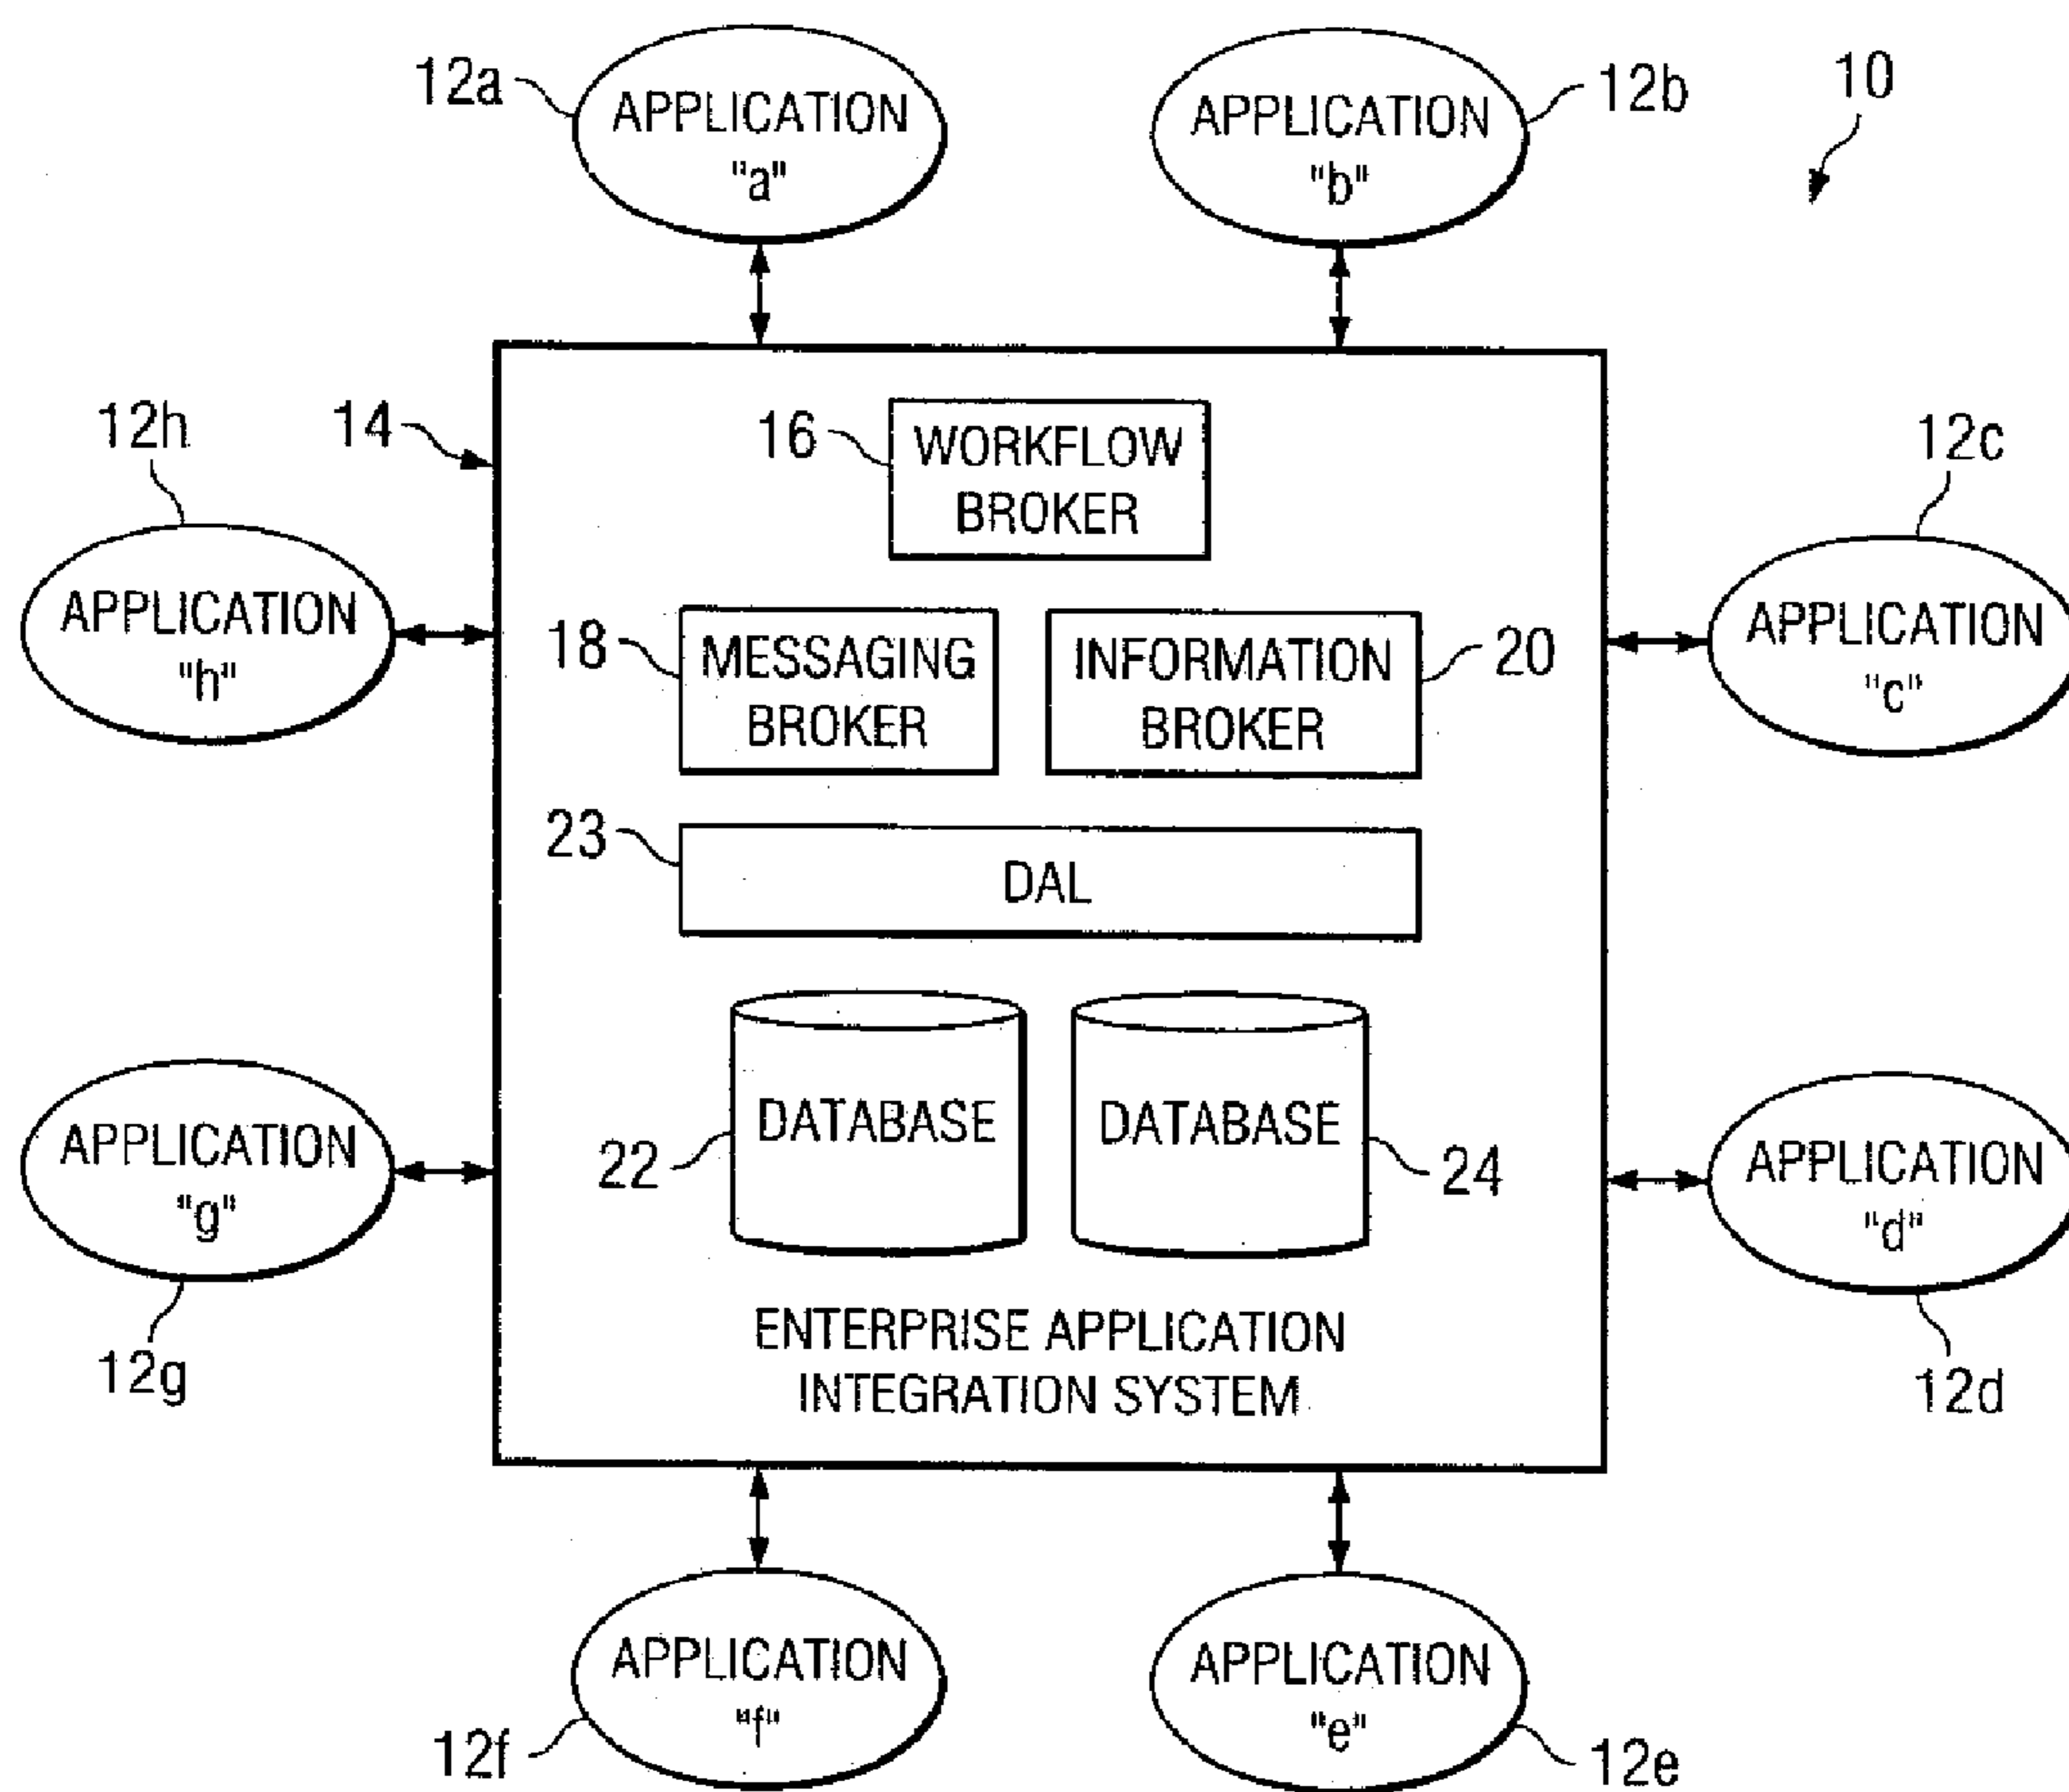 12a
APPLICATION
"a"
APPLICATION
"b"
12b
10
12h
14
16
WORKFLOW
BROKER
12c
APPLICATION
"h"
18
MESSAGING
BROKER
INFORMATION
BROKER
20
APPLICATION
"c"
23
DAL
APPLICATION
"g"
12g
22
DATABASE
DATABASE
24
APPLICATION
"d"
12d
ENTERPRISE APPLICATION
INTEGRATION SYSTEM
APPLICATION
"f"
12f
APPLICATION
"e"
12e